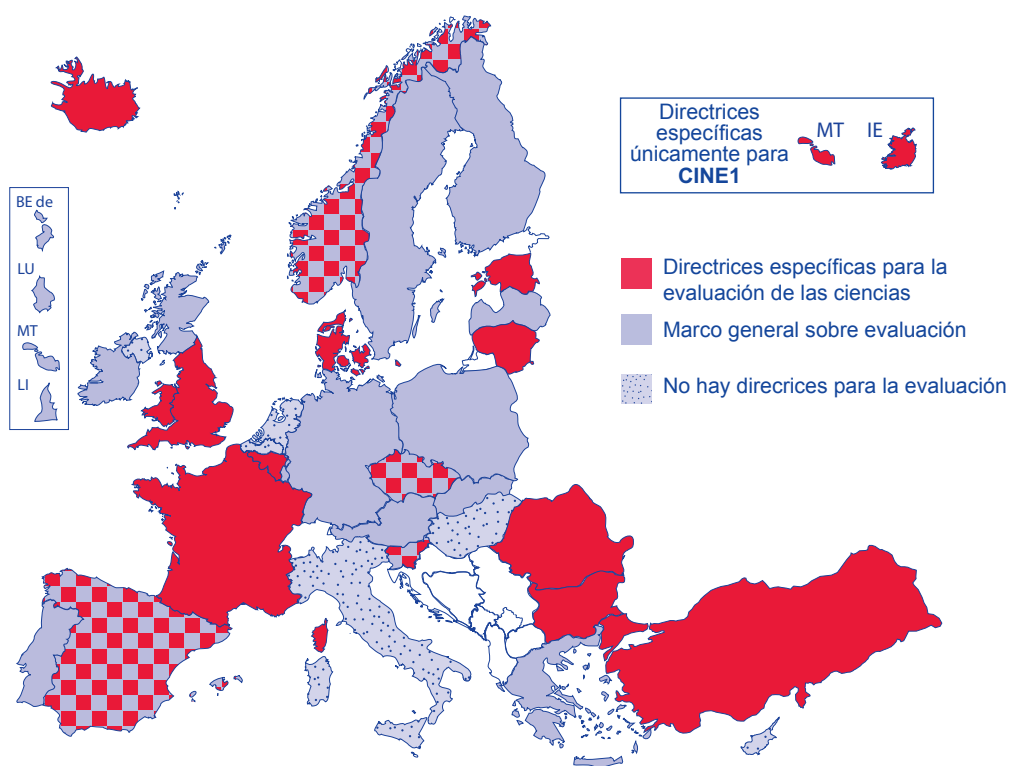 Directrices
específicas
únicamente para
CINE1
MT
IE
BE de
LU
MT
LI
Directrices específicas para la
evaluación de las ciencias
Marco general sobre evaluación
No hay direcrices para la evaluación